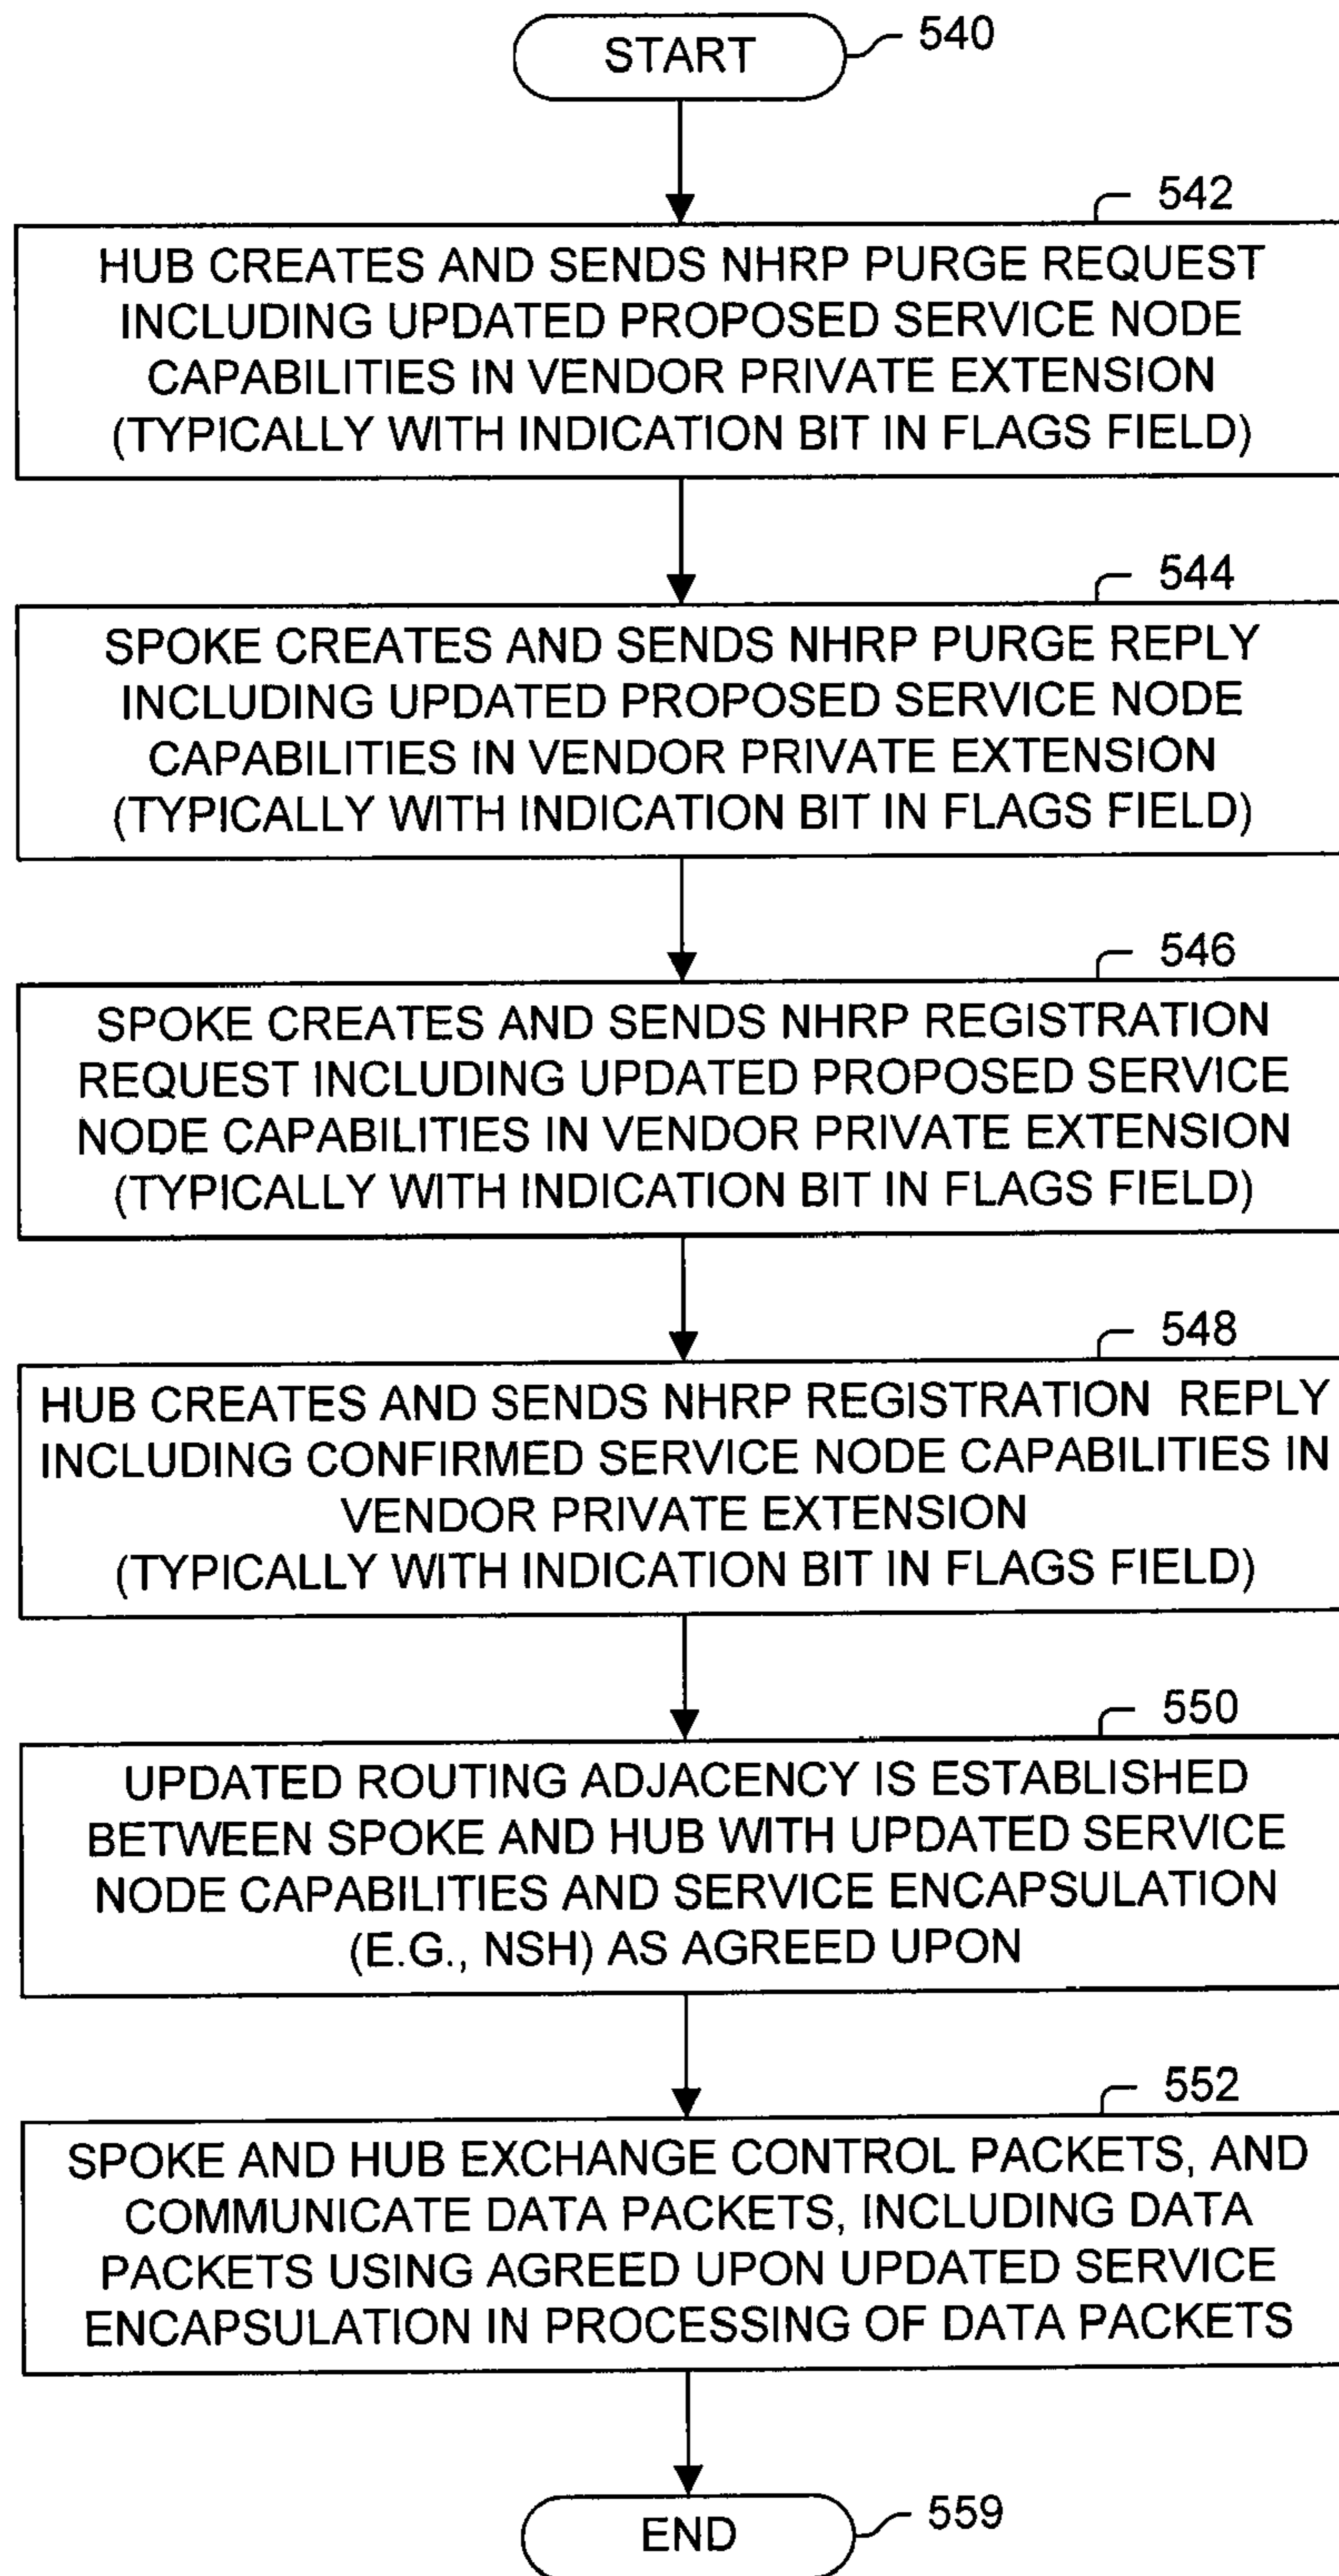 START
540
542
HUB CREATES AND SENDS NHRP PURGE REQUEST
INCLUDING UPDATED PROPOSED SERVICE NODE
CAPABILITIES IN VENDOR PRIVATE EXTENSION
(TYPICALLY WITH INDICATION BIT IN FLAGS FIELD)
544
SPOKE CREATES AND SENDS NHRP PURGE REPLY
INCLUDING UPDATED PROPOSED SERVICE NODE
CAPABILITIES IN VENDOR PRIVATE EXTENSION
(TYPICALLY WITH INDICATION BIT IN FLAGS FIELD)
546
SPOKE CREATES AND SENDS NHRP REGISTRATION
REQUEST INCLUDING UPDATED PROPOSED SERVICE
NODE CAPABILITIES IN VENDOR PRIVATE EXTENSION
(TYPICALLY WITH INDICATION BIT IN FLAGS FIELD)
548
HUB CREATES AND SENDS NHRP REGISTRATION REPLY
INCLUDING CONFIRMED SERVICE NODE CAPABILITIES IN
VENDOR PRIVATE EXTENSION
(TYPICALLY WITH INDICATION BIT IN FLAGS FIELD)
550
UPDATED ROUTING ADJACENCY IS ESTABLISHED
BETWEEN SPOKE AND HUB WITH UPDATED SERVICE
NODE CAPABILITIES AND SERVICE ENCAPSULATION
(E.G., NSH) AS AGREED UPON
552
SPOKE AND HUB EXCHANGE CONTROL PACKETS, AND
COMMUNICATE DATA PACKETS, INCLUDING DATA
PACKETS USING AGREED UPON UPDATED SERVICE
ENCAPSULATION IN PROCESSING OF DATA PACKETS
END
559